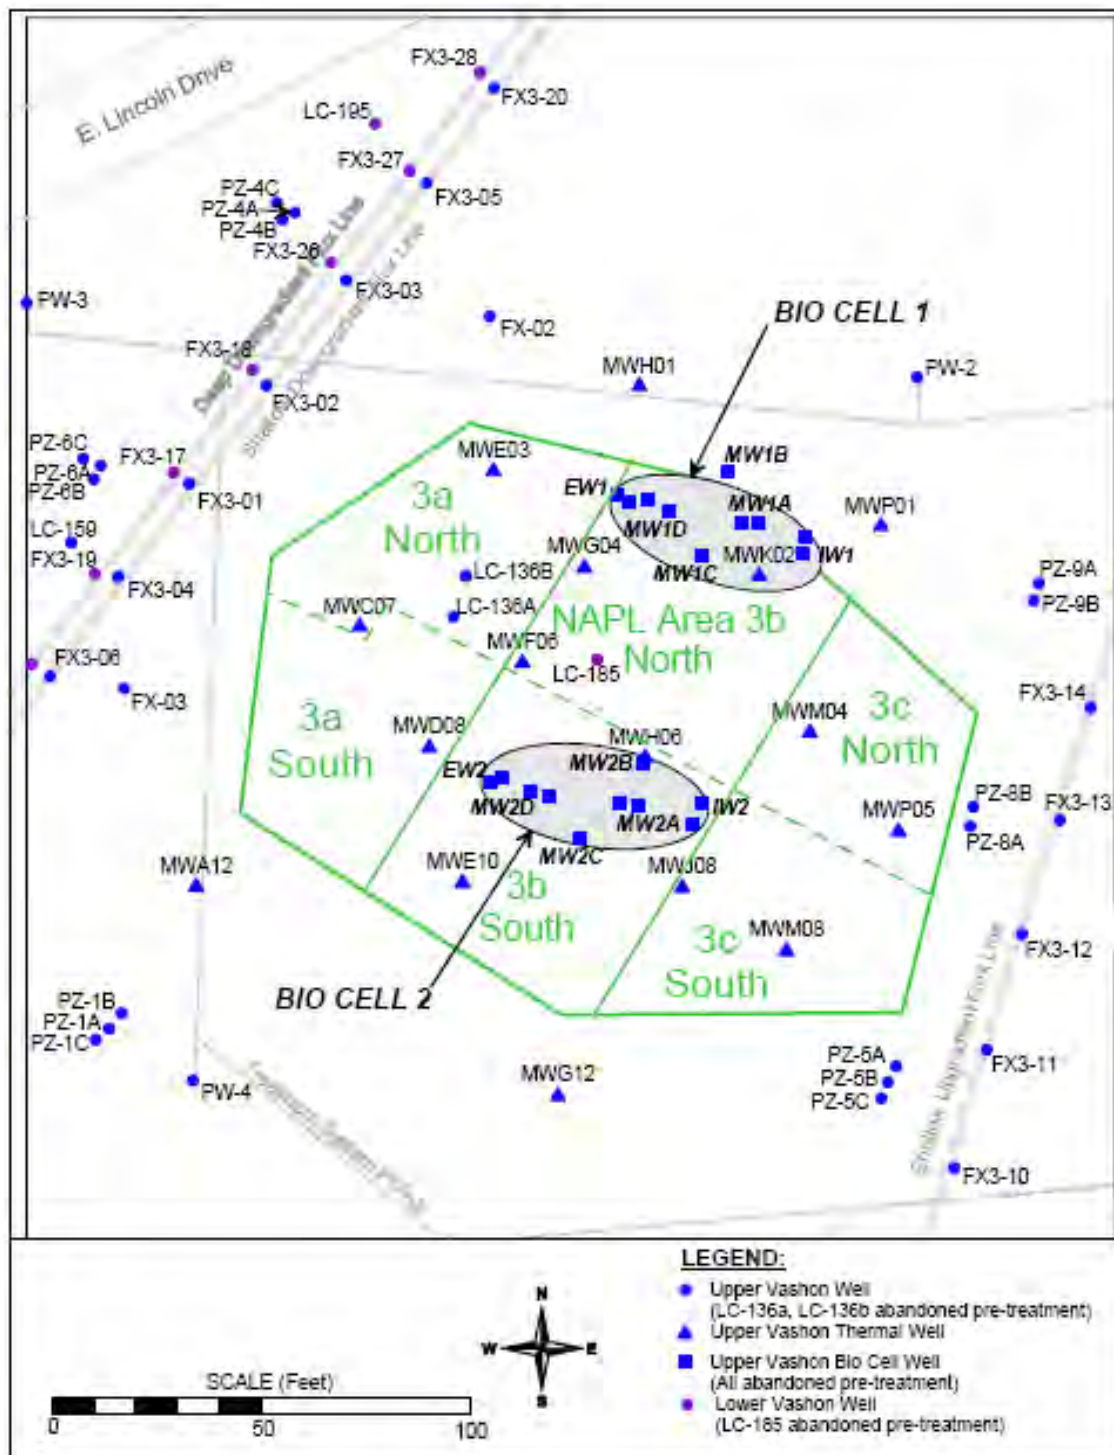 FX3-28
E. Lincoln Drive
FX3-20
LC-195
FX3-27
FX3-05
PZ-4C
PZ-4A
PZ-4B
FX3-26
FX3-03
PW-3
FX-02
BIO CELL 1
FX3-18
MWH01
PW-2
FX3-02
PZ-6C
PZ-6A
PZ-6B
FX3-17
FX3-01
MWE03
MW1B
3a
North
EW1
MW1A
MW1D
MWP01
LC-159
FX3-19
FX3-04
MWG04
MW1C
MWK02
IW1
PZ-9A
PZ-9B
LC-136B
LC-136A
MWC07
NAPL Area 3b
North
MWF06
LC-185
FX3-06
FX-03
FX3-14
3a
South
MWD08
MWM04
3c
North
MWH06
EW2
MW2B
MW2D
IW2
MW2A
MW2C
MWP05
PZ-8B
PZ-8A
FX3-13
MWA12
MWE10
3b
South
MWJ08
MWM08
3c
South
FX3-12
Shallow Upgradient Flux Line
BIO CELL 2
PZ-1B
PZ-1A
PZ-1C
PW-4
MWG12
PZ-5A
PZ-5B
PZ-5C
FX3-11
FX3-10
LEGEND:
Upper Vashon Well
(LC-136a, LC-136b abandoned pre-treatment)
Upper Vashon Thermal Well
Upper Vashon Bio Cell Well
(All abandoned pre-treatment)
Lower Vashon Well
(LC-185 abandoned pre-treatment)
N
W E
S
SCALE (Feet)
0 50 100